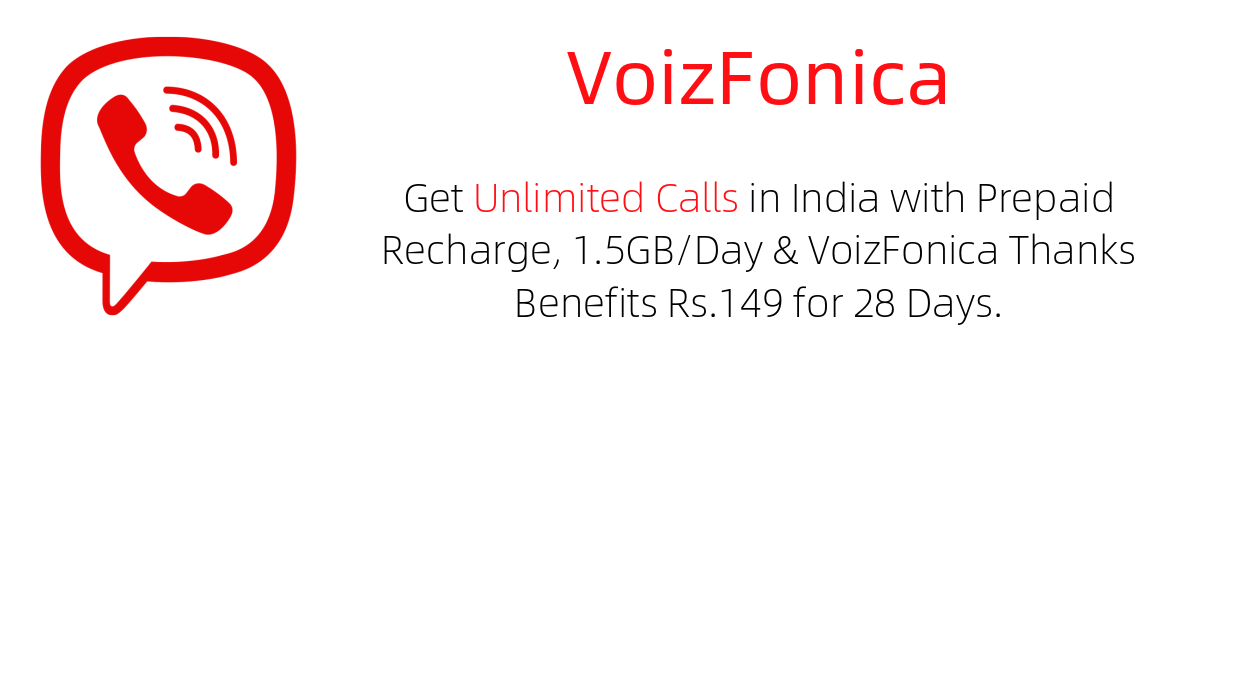 VoizFonica
Get Unlimited Calls in India with Prepaid
Recharge, 1.5GB/Day & VoizFonica Thanks
Benefits Rs.149 for 28 Days.